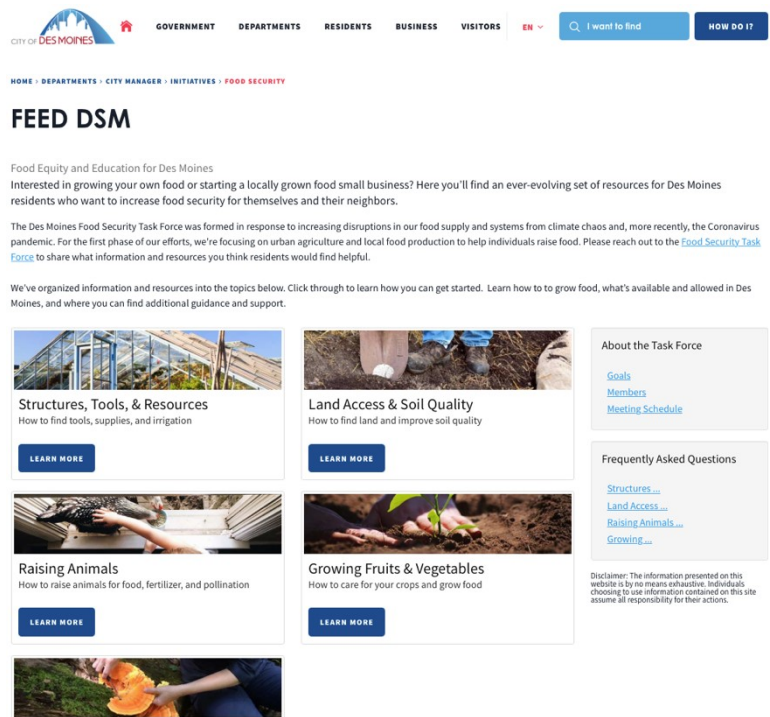 CITY OF DES MOINES
GOVERNMENT
DEPARTMENTS
RESIDENTS
BUSINESS
VISITORS
EN
I want to find
HOW DO I?
HOME › DEPARTMENTS › CITY MANAGER › INITIATIVES › FOOD SECURITY
FEED DSM
Food Equity and Education for Des Moines
Interested in growing your own food or starting a locally grown food small business? Here you'll find an ever-evolving set of resources for Des Moines
residents who want to increase food security for themselves and their neighbors.
The Des Moines Food Security Task Force was formed in response to increasing disruptions in our food supply and systems from climate chaos and, more recently, the Coronavirus
pandemic. For the first phase of our efforts, we're focusing on urban agriculture and local food production to help individuals raise food. Please reach out to the Food Security Task
Force to share what information and resources you think residents would find helpful.
We've organized information and resources into the topics below. Click through to learn how you can get started. Learn how to to grow food, what's available and allowed in Des
Moines, and where you can find additional guidance and support.
Structures, Tools, & Resources
How to find tools, supplies, and irrigation
LEARN MORE
Land Access & Soil Quality
How to find land and improve soil quality
LEARN MORE
Raising Animals
How to raise animals for food, fertilizer, and pollination
LEARN MORE
Growing Fruits & Vegetables
How to care for your crops and grow food
LEARN MORE
About the Task Force
Goals
Members
Meeting Schedule
Frequently Asked Questions
Structures ...
Land Access ...
Raising Animals ...
Growing ...
Disclaimer: The information presented on this
website is by no means exhaustive. Individuals
choosing to use information contained on this site
assume all responsibility for their actions.